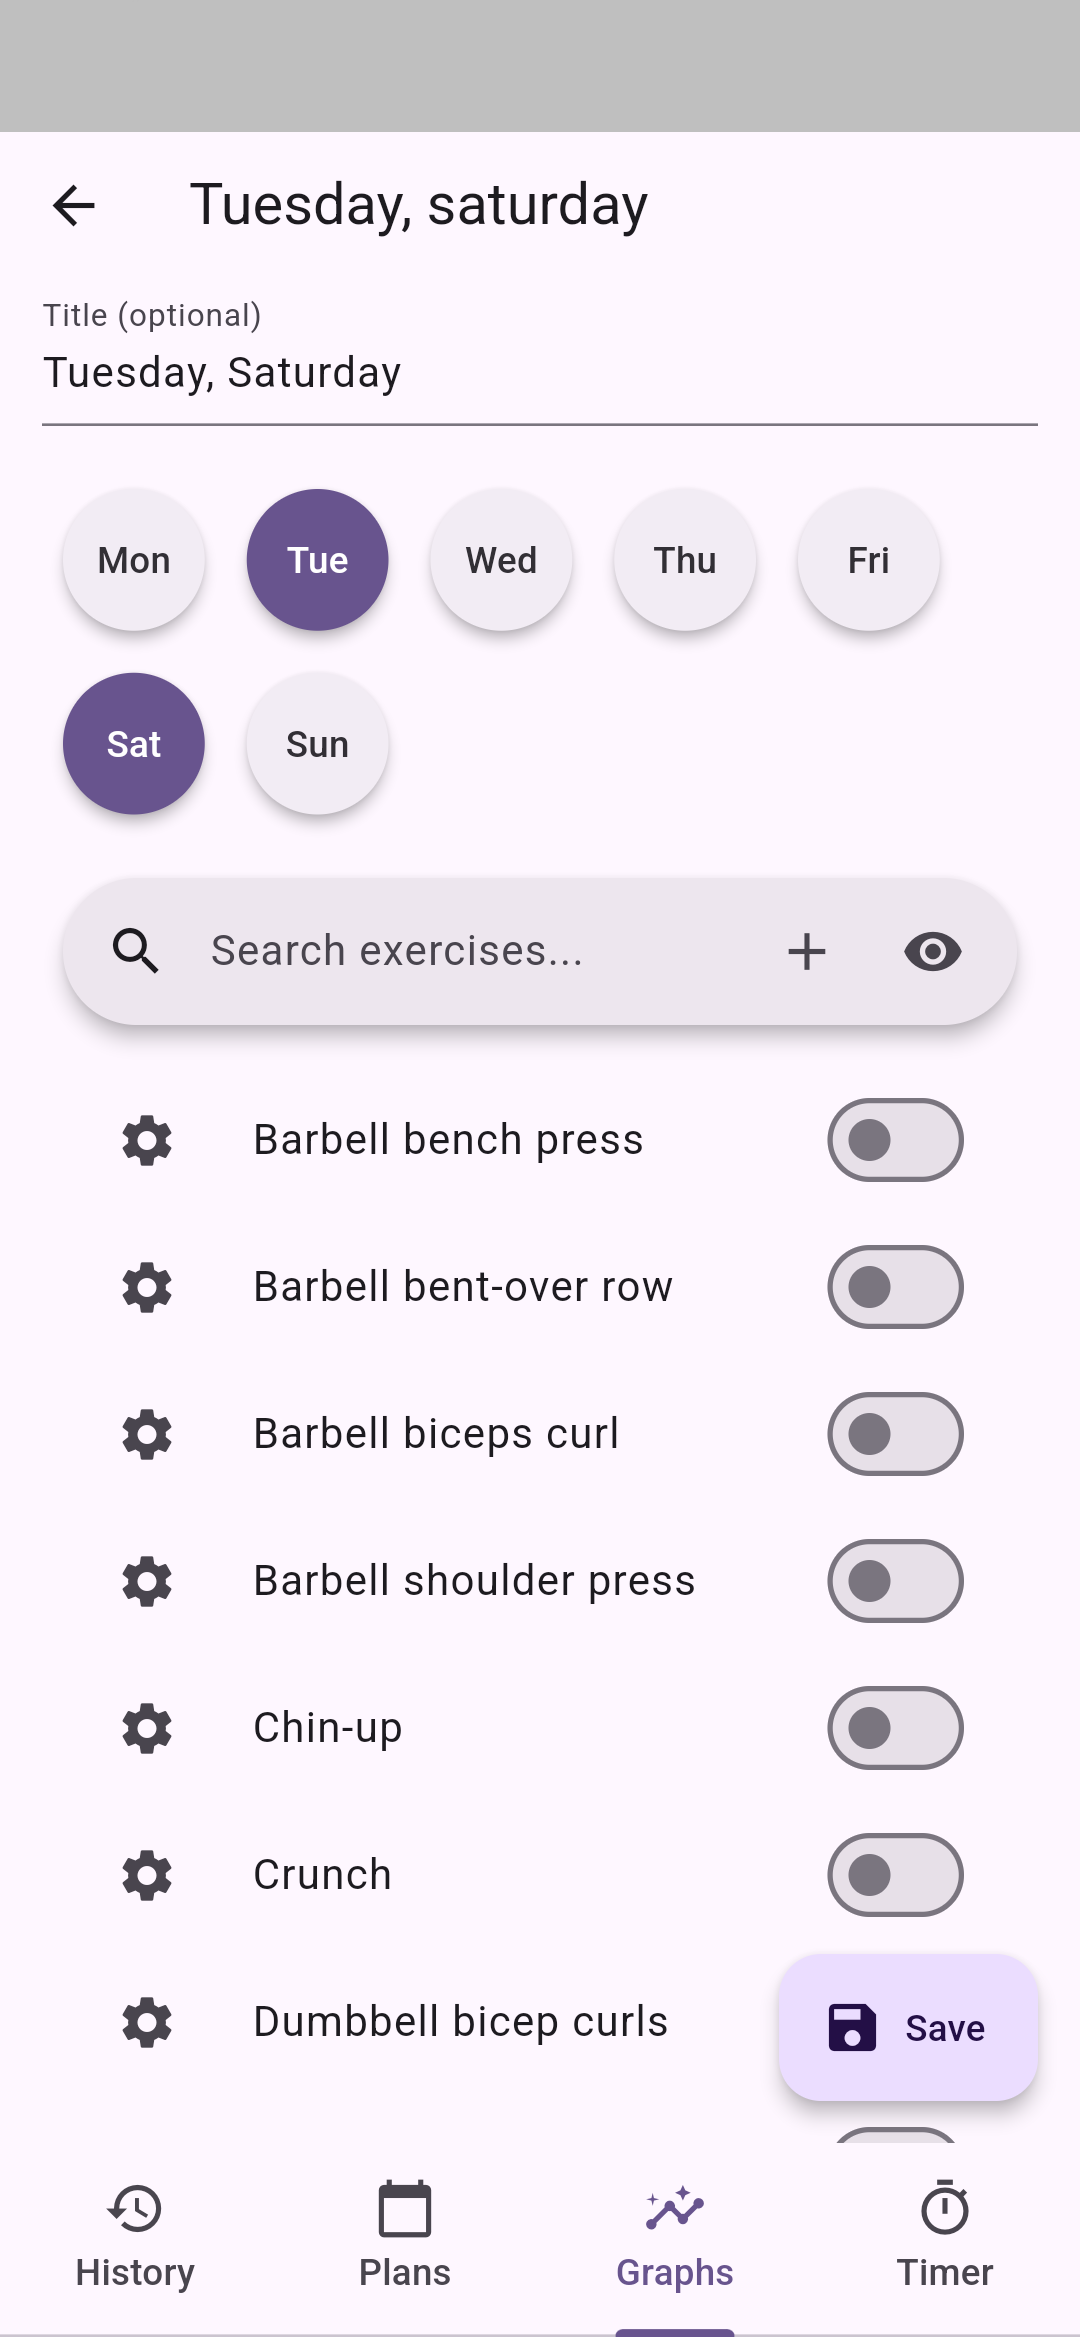 Tuesday, saturday
Title (optional)
Tuesday, Saturday
Mon Tue Wed Thu Fri
Sat Sun
Search exercises...
Barbell bench press
Barbell bent-over row
Barbell biceps curl
Barbell shoulder press
Chin-up
Crunch
Dumbbell bicep curls
Save
History Plans Graphs Timer